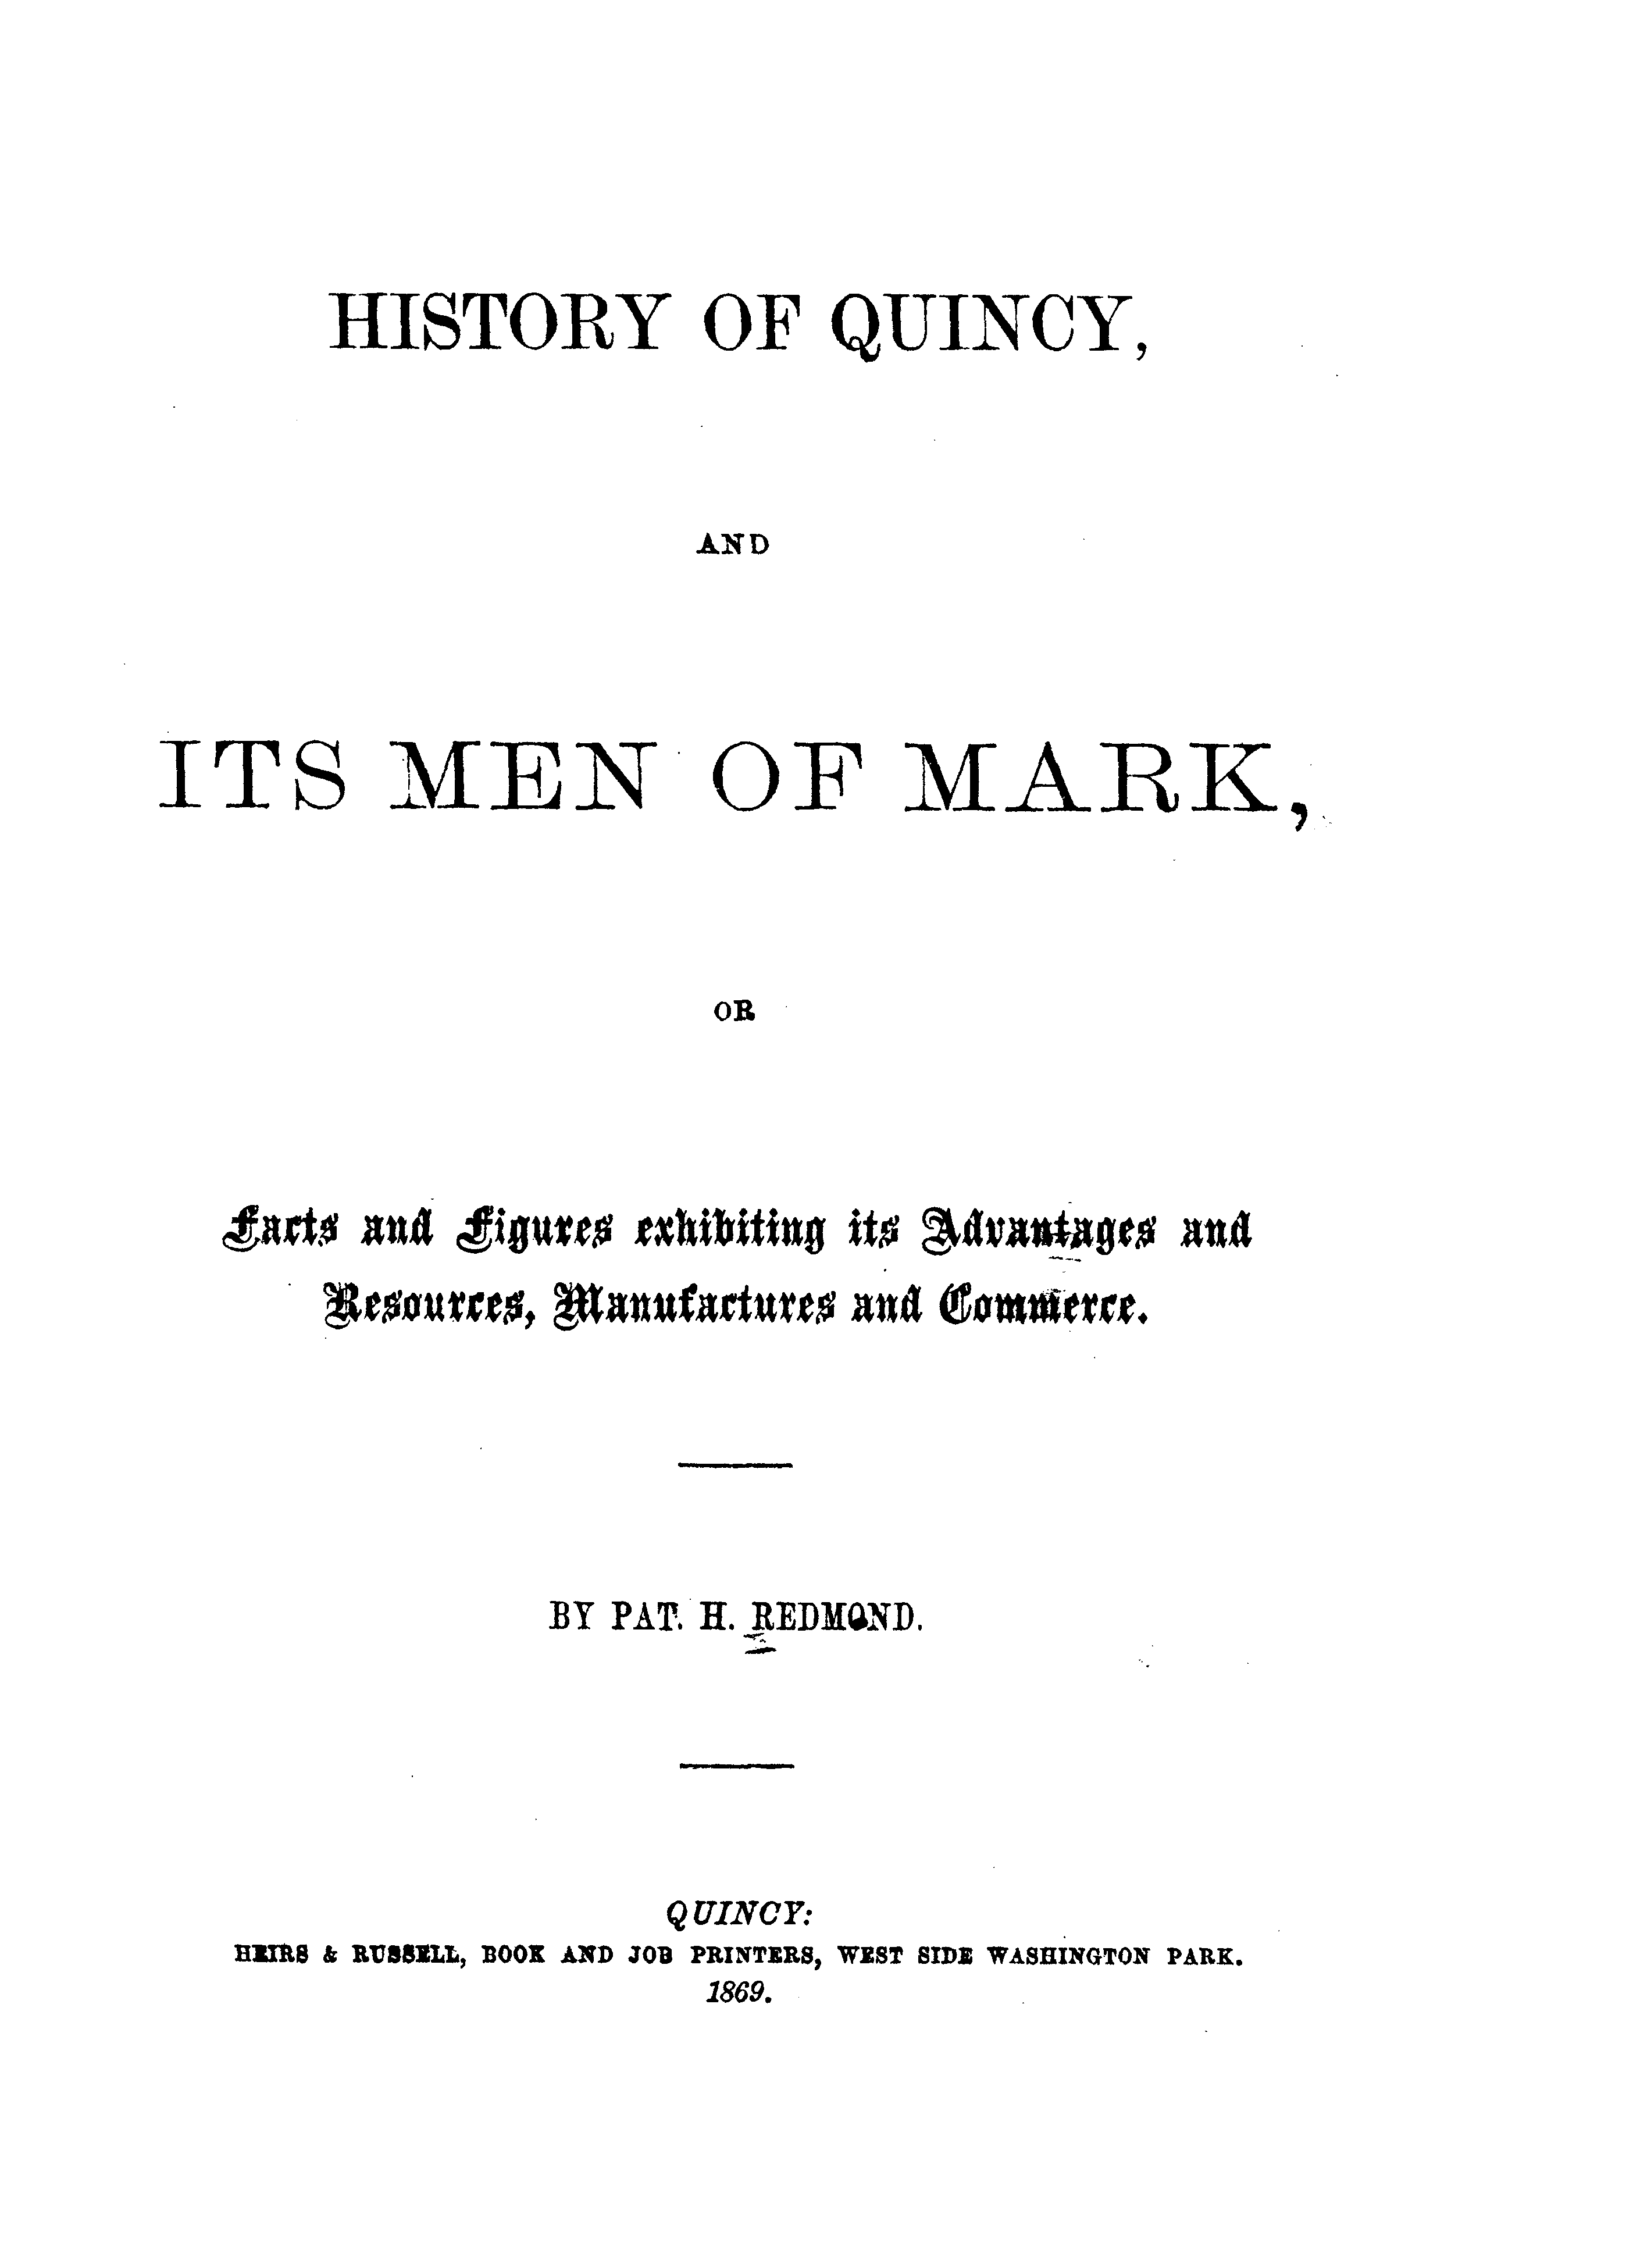 HISTORY OF QUINCY,
AND
ITS MEN OF MARK,
OR
Facts and Figures exhibiting its Advantages and
Resources, Manufactures and Commerce.
BY PAT. H. REDMOND.
QUINCY:
HEIRS & RUSSELL, BOOK AND JOB PRINTERS, WEST SIDE WASHINGTON PARK.
1869.